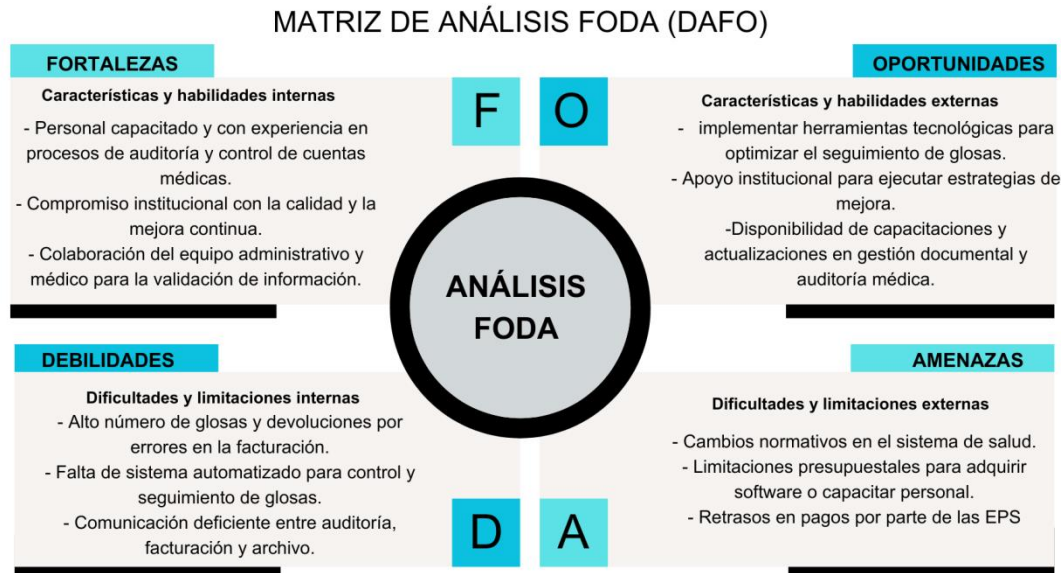 MATRIZ DE ANÁLISIS FODA (DAFO)
FORTALEZAS
Características y habilidades internas
- Personal capacitado y con experiencia en
procesos de auditoría y control de cuentas
médicas.
- Compromiso institucional con la calidad y la
mejora continua.
- Colaboración del equipo administrativo y
médico para la validación de información.
F
O
OPORTUNIDADES
Características y habilidades externas
- implementar herramientas tecnológicas para
optimizar el seguimiento de glosas.
- Apoyo institucional para ejecutar estrategias de
mejora.
-Disponibilidad de capacitaciones y
actualizaciones en gestión documental y
auditoría médica.
ANÁLISIS
FODA
DEBILIDADES
Dificultades y limitaciones internas
- Alto número de glosas y devoluciones por
errores en la facturación.
- Falta de sistema automatizado para control y
seguimiento de glosas.
- Comunicación deficiente entre auditoría,
facturación y archivo.
D
A
AMENAZAS
Dificultades y limitaciones externas
- Cambios normativos en el sistema de salud.
- Limitaciones presupuestales para adquirir
software o capacitar personal.
- Retrasos en pagos por parte de las EPS